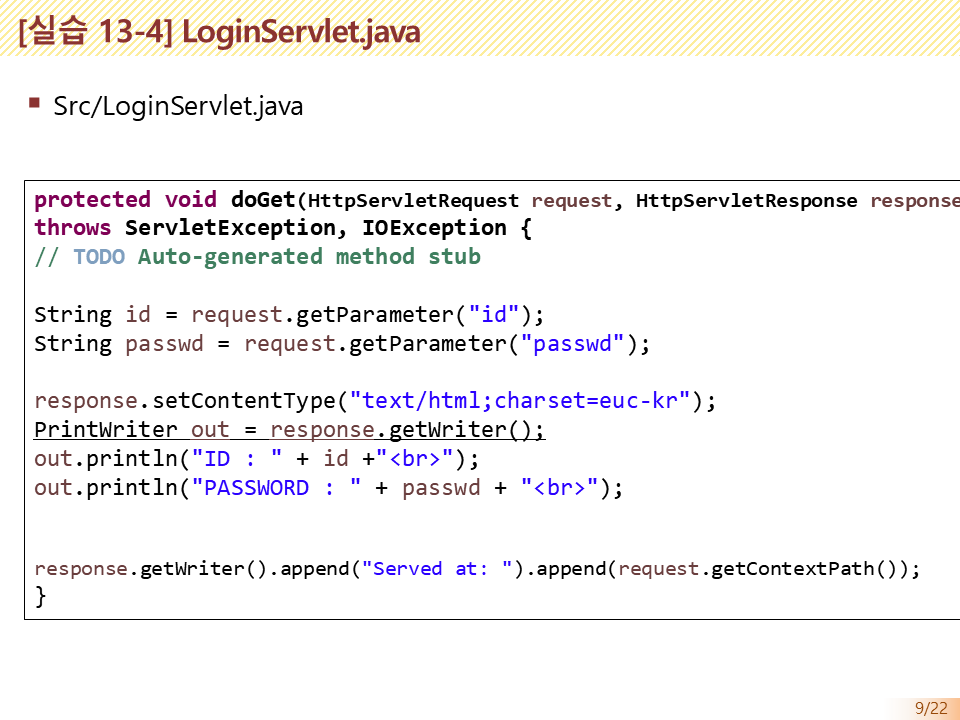 [실습 13-4] LoginServlet.java
Src/LoginServlet.java
protected void doGet(HttpServletRequest request, HttpServletResponse response
throws ServletException, IOException {
// TODO Auto-generated method stub
String id = request.getParameter("id");
String passwd = request.getParameter("passwd");
response.setContentType("text/html;charset=euc-kr");
PrintWriter out = response.getWriter();
out.println("ID : " + id +"<br>");
out.println("PASSWORD : " + passwd + "<br>");
response.getWriter().append("Served at: ").append(request.getContextPath());
}
9/22